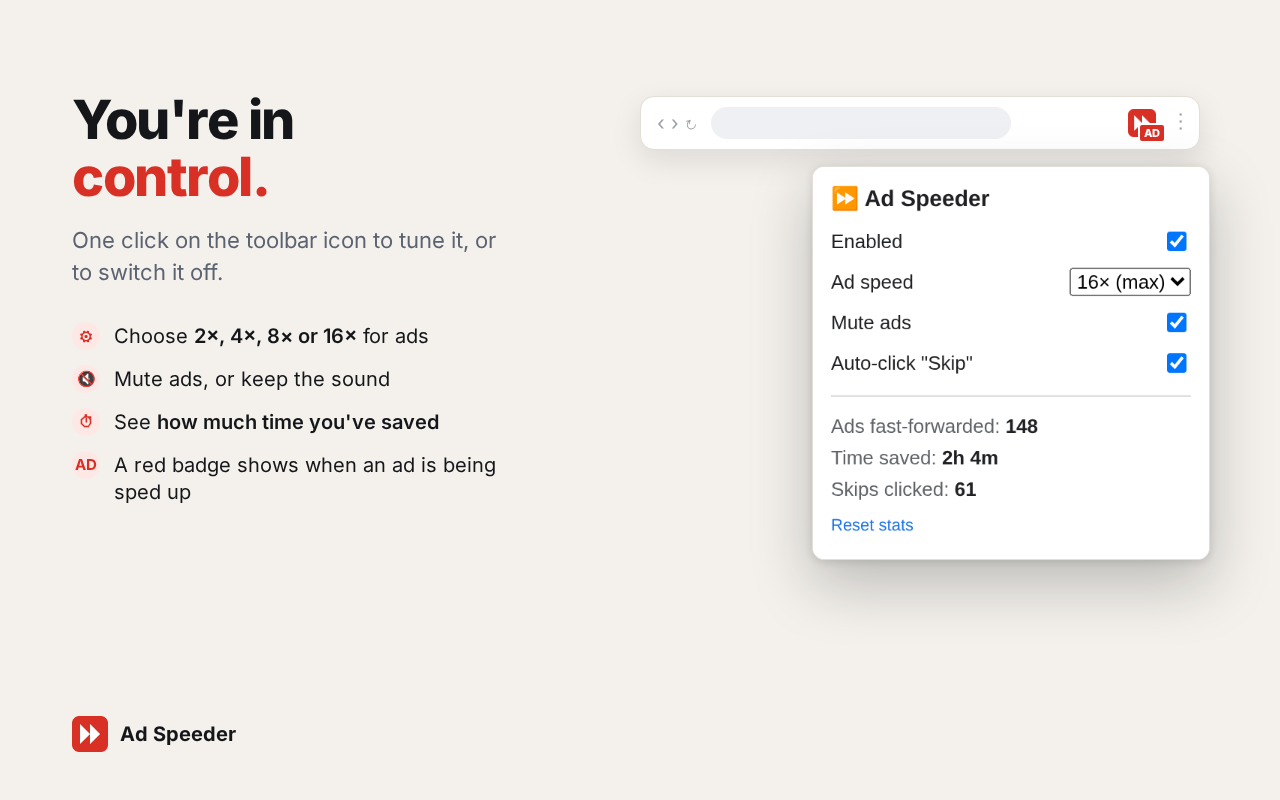 You're in
control.
One click on the toolbar icon to tune it, or
to switch it off.
Choose 2×, 4×, 8× or 16× for ads
Mute ads, or keep the sound
See how much time you've saved
AD A red badge shows when an ad is being
sped up
Ad Speeder
AD
Ad Speeder
Enabled
Ad speed 16× (max)
Mute ads
Auto-click "Skip"
Ads fast-forwarded: 148
Time saved: 2h 4m
Skips clicked: 61
Reset stats